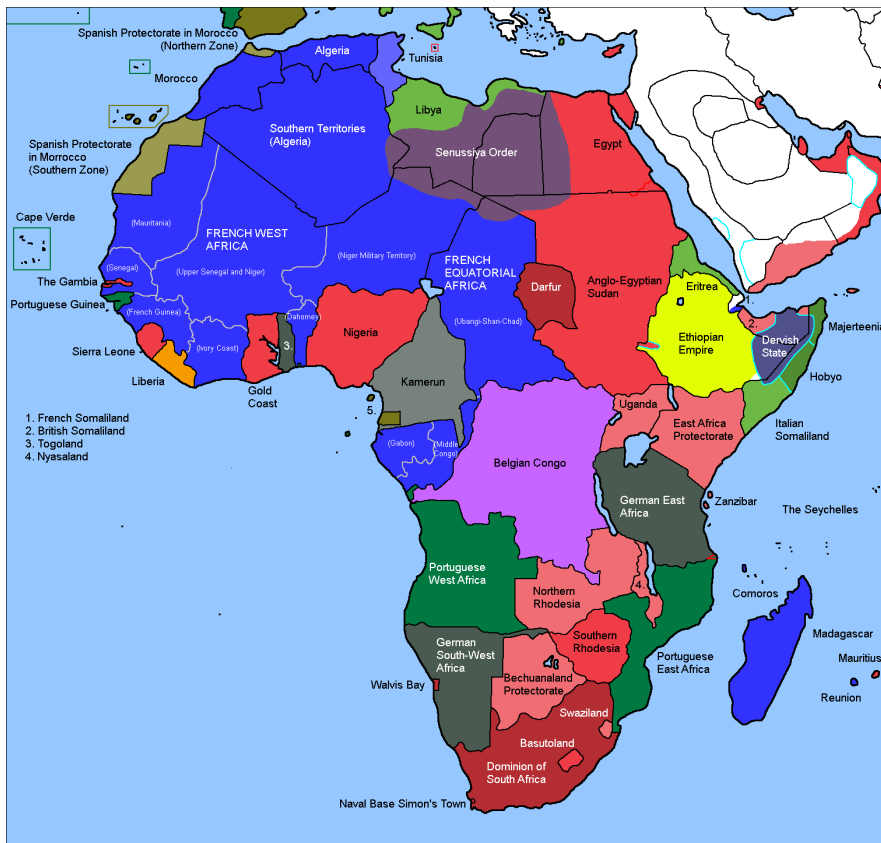 Spanish Protectorate in Morocco
(Northern Zone)
Algeria
Tunisia
Morocco
Libya
Southern Territories
(Algeria)
Senussiya Order
Egypt
Spanish Protectorate
in Morrocco
(Southern Zone)
Cape Verde
(Mauritania)
FRENCH WEST
AFRICA
(Niger Military Territory)
FRENCH
EQUATORIAL
AFRICA
(Senegal)
(Upper Senegal and Niger)
The Gambia
Portuguese Guinea
(French Guinea)
(Dahomey)
(Ubangi-Shari-Chad)
Darfur
Anglo-Egyptian
Sudan
Eritrea
1.
2.
Majerteenia
Sierra Leone
(Ivory Coast)
3.
Nigeria
Ethiopian
Empire
Dervish
State
Liberia
Gold
Coast
Kamerun
Hobyo
5.
1. French Somaliland
2. British Somaliland
3. Togoland
4. Nyasaland
Uganda
East Africa
Protectorate
Italian
Somaliland
(Gabon)
(Middle
Congo)
Belgian Congo
German East
Africa
Zanzibar
The Seychelles
Portuguese
West Africa
4.
Northern
Rhodesia
Comoros
Madagascar
German
South-West
Africa
Southern
Rhodesia
Portuguese
East Africa
Mauritius
Reunion
Walvis Bay
Bechuanaland
Protectorate
Swaziland
Basutoland
Dominion of
South Africa
Naval Base Simon's Town